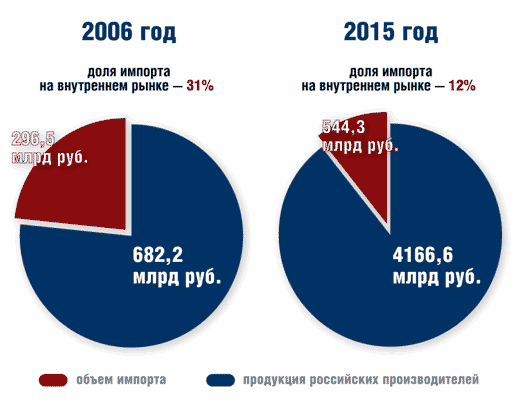 2006 год
доля импорта
на внутреннем рынке — 31%
296,5
млрд руб.
682,2
млрд руб.
2015 год
доля импорта
на внутреннем рынке — 12%
544,3
млрд руб.
4166,6
млрд руб.
объем импорта
продукция российских производителей